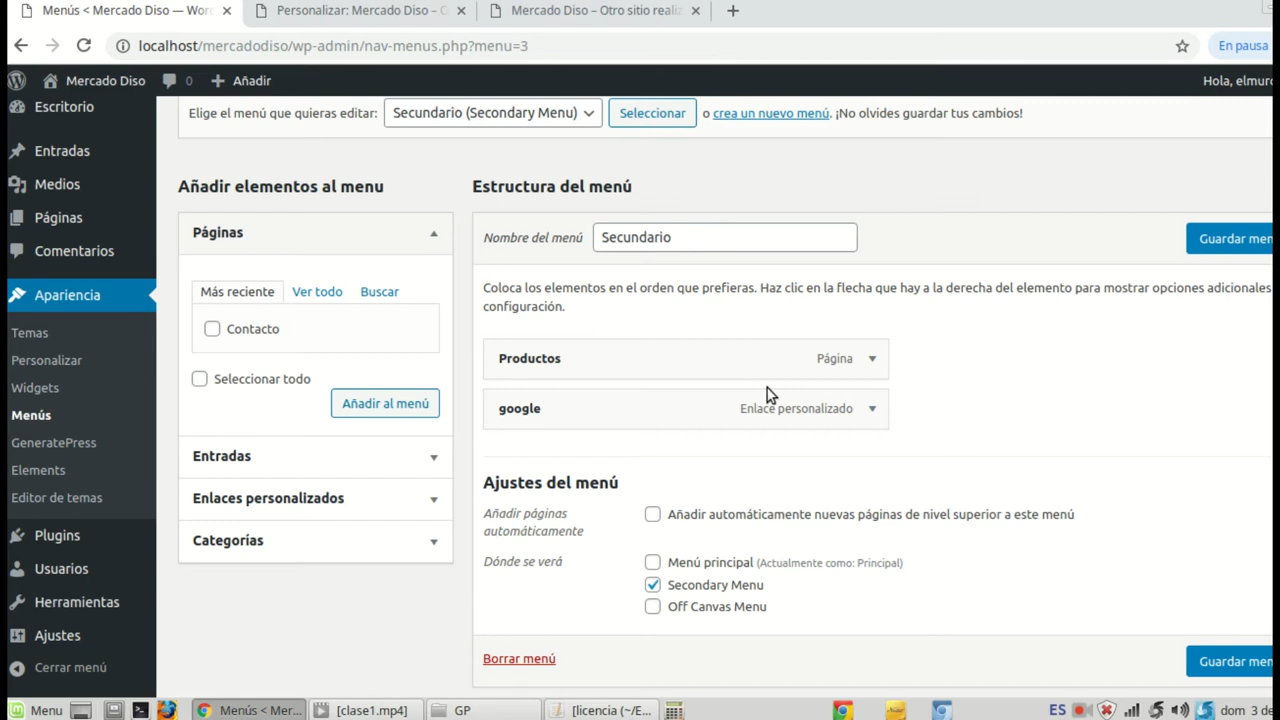 Menús < Mercado Diso — Wor
Personalizar: Mercado Diso –
Mercado Diso – Otro sitio realiz
localhost/mercadodiso/wp-admin/nav-menus.php?menu=3
En pausa
Mercado Diso
0
Añadir
Hola, elmuro
Escritorio
Entradas
Medios
Páginas
Comentarios
Apariencia
Temas
Personalizar
Widgets
Menús
GeneratePress
Elements
Editor de temas
Plugins
Usuarios
Herramientas
Ajustes
Cerrar menú
Elige el menú que quieras editar: Secundario (Secondary Menu) Seleccionar o crea un nuevo menú. ¡No olvides guardar tus cambios!
Añadir elementos al menu
Páginas
Más reciente Ver todo Buscar
Contacto
Seleccionar todo
Añadir al menú
Entradas
Enlaces personalizados
Categorías
Estructura del menú
Nombre del menú Secundario Guardar men
Coloca los elementos en el orden que prefieras. Haz clic en la flecha que hay a la derecha del elemento para mostrar opciones adicionales
configuración.
Productos Página
google Enlace personalizado
Ajustes del menú
Añadir páginas
automáticamente
Añadir automáticamente nuevas páginas de nivel superior a este menú
Dónde se verá
Menú principal (Actualmente como: Principal)
Secondary Menu
Off Canvas Menu
Borrar menú
Guardar men
Menu
Menús < Mer...
[clase1.mp4]
GP
[licencia (~/E...
ES
dom 3 de